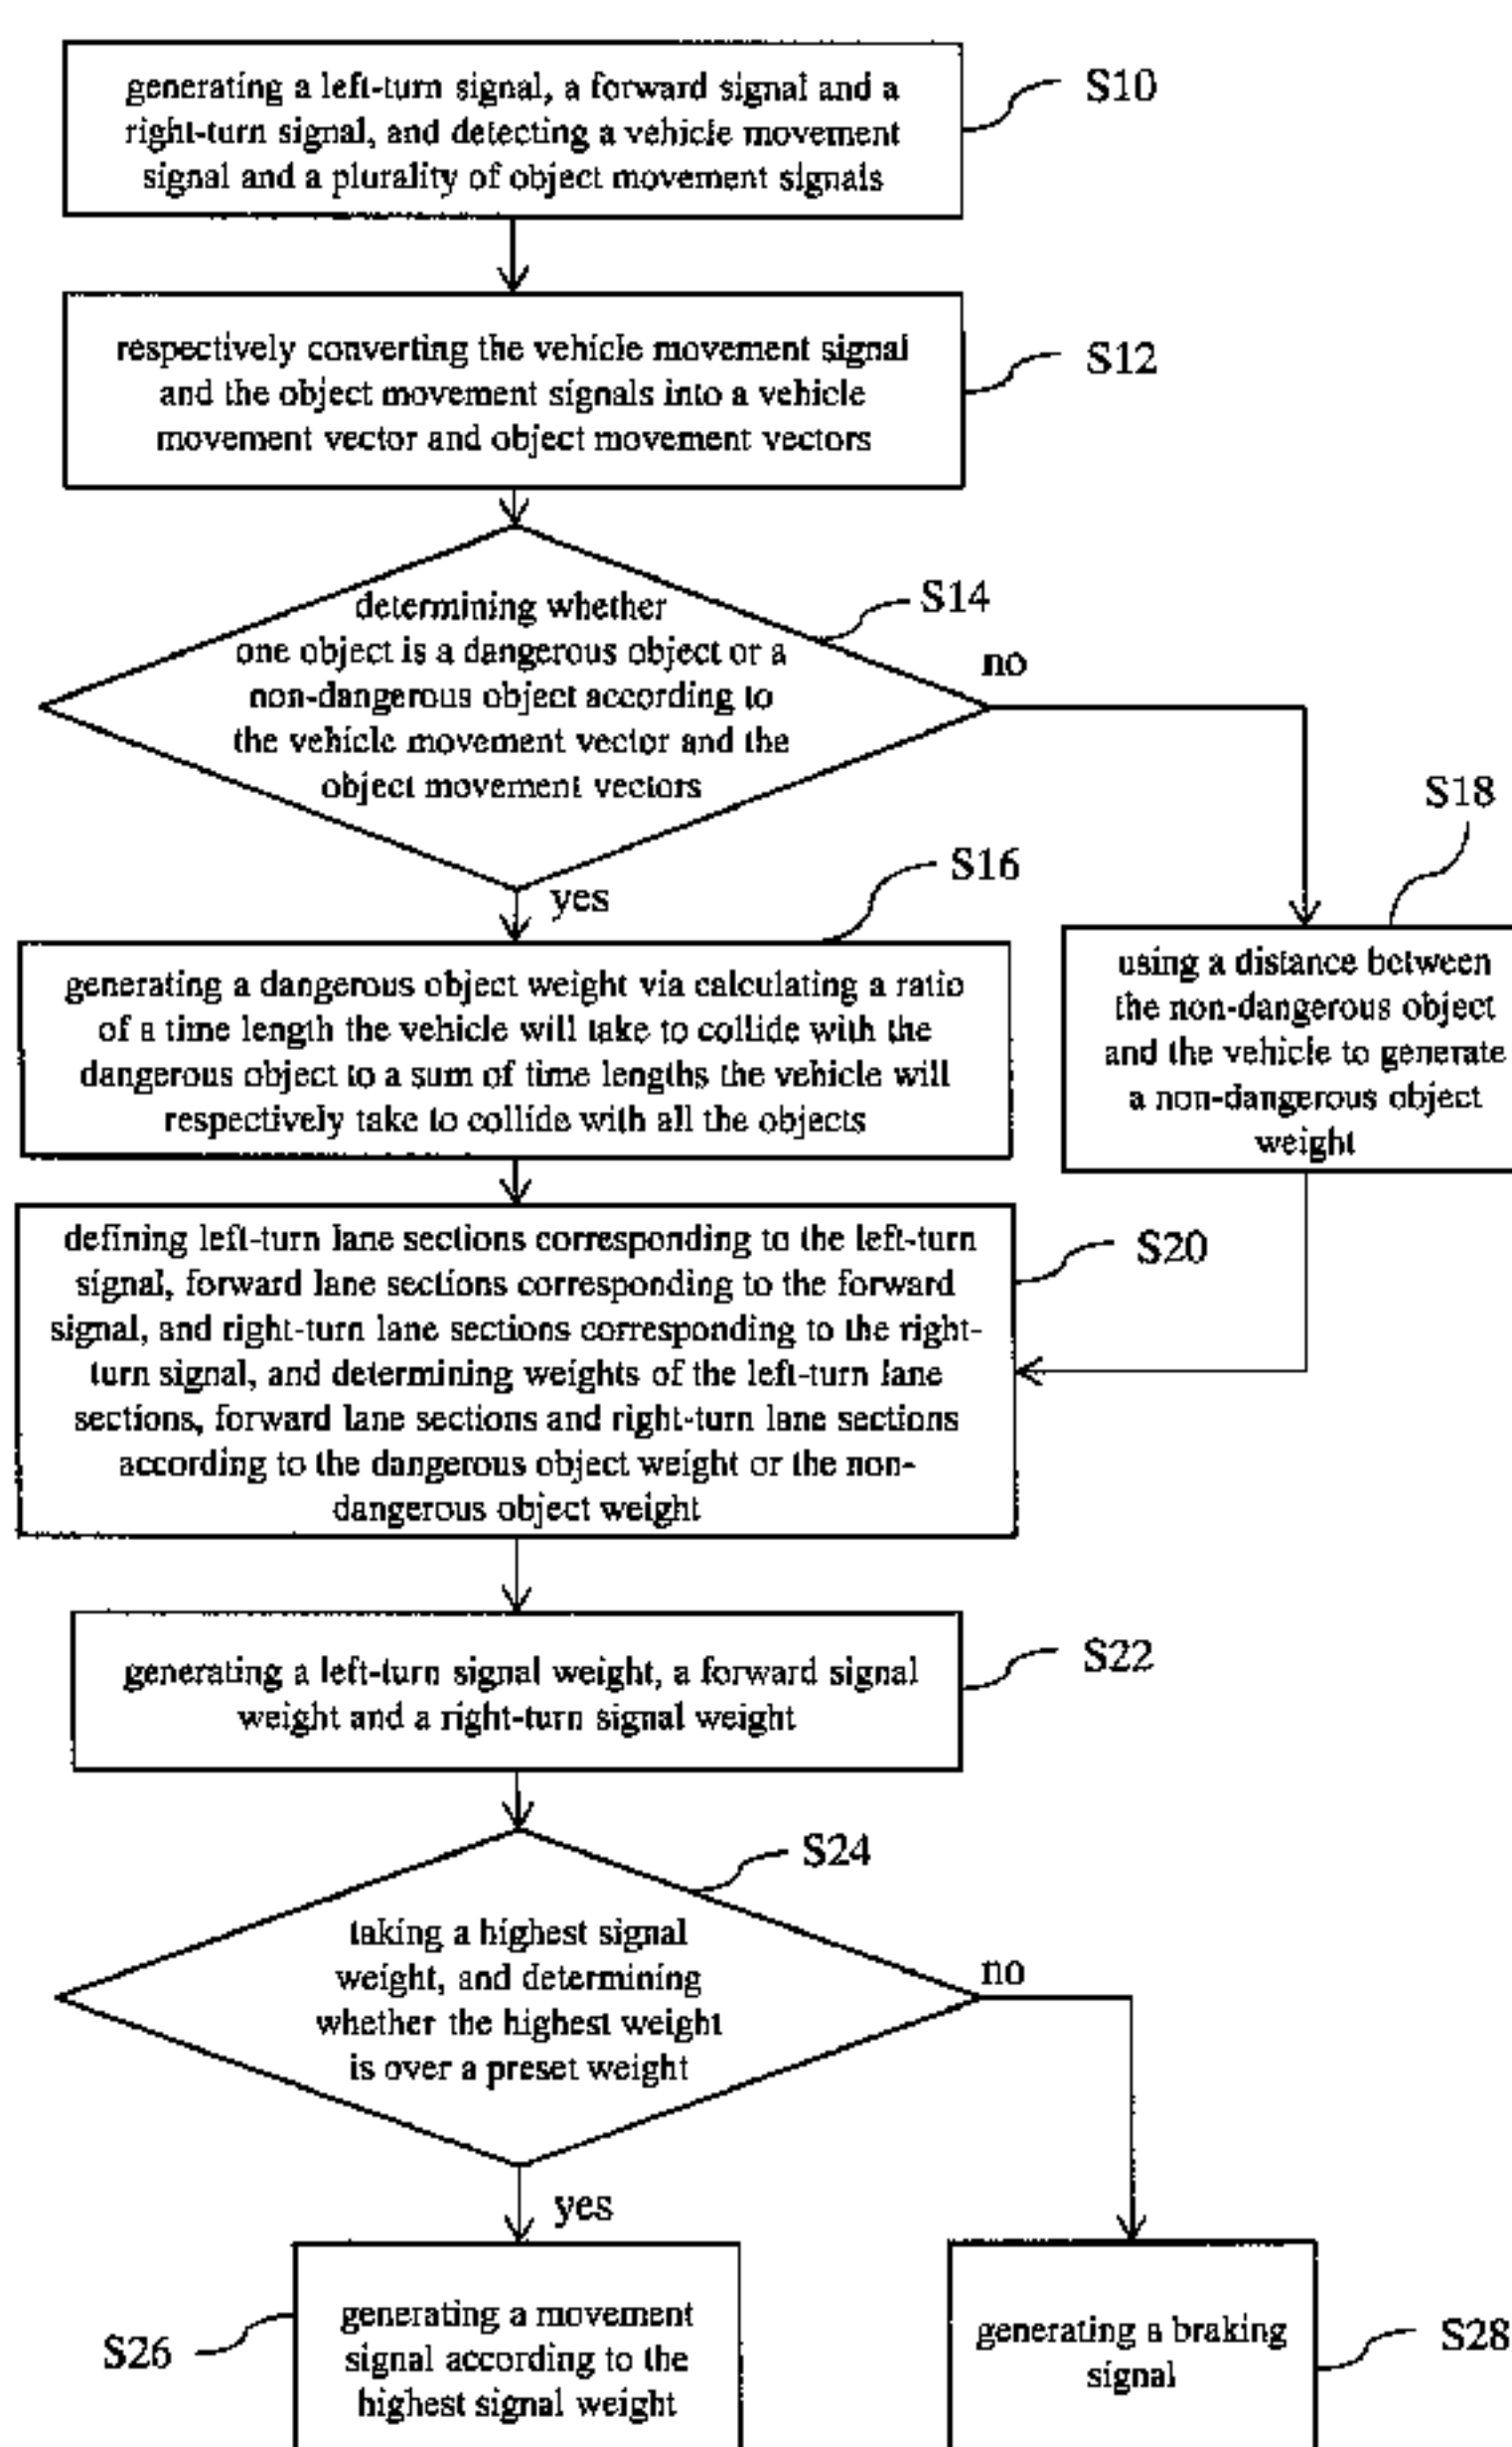 generating a left-turn signal, a forward signal and a
right-turn signal, and detecting a vehicle movement
signal and a plurality of object movement signals
S10
respectively converting the vehicle movement signal
and the object movement signals into a vehicle
movement vector and object movement vectors
S12
determining whether
one object is a dangerous object or a
non-dangerous object according to
the vehicle movement vector and the
object movement vectors
S14
no
yes
S16
generating a dangerous object weight via calculating a ratio
of a time length the vehicle will take to collide with the
dangerous object to a sum of time lengths the vehicle will
respectively take to collide with all the objects
S18
using a distance between
the non-dangerous object
and the vehicle to generate
a non-dangerous object
weight
defining left-turn lane sections corresponding to the left-turn
signal, forward lane sections corresponding to the forward
signal, and right-turn lane sections corresponding to the right-
turn signal, and determining weights of the left-turn lane
sections, forward lane sections and right-turn lane sections
according to the dangerous object weight or the non-
dangerous object weight
S20
generating a left-turn signal weight, a forward signal
weight and a right-turn signal weight
S22
S24
taking a highest signal
weight, and determining
whether the highest weight
is over a preset weight
no
yes
generating a movement
signal according to the
highest signal weight
S26
generating a braking
signal
S28